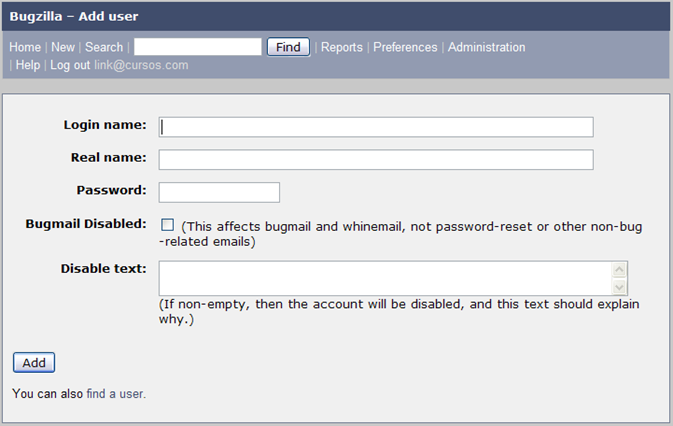 Bugzilla – Add user
Home | New | Search | Find | Reports | Preferences | Administration
| Help | Log out link@cursos.com
Login name:
Real name:
Password:
Bugmail Disabled: (This affects bugmail and whinemail, not password-reset or other non-bug
-related emails)
Disable text:
(If non-empty, then the account will be disabled, and this text should explain
why.)
Add
You can also find a user.